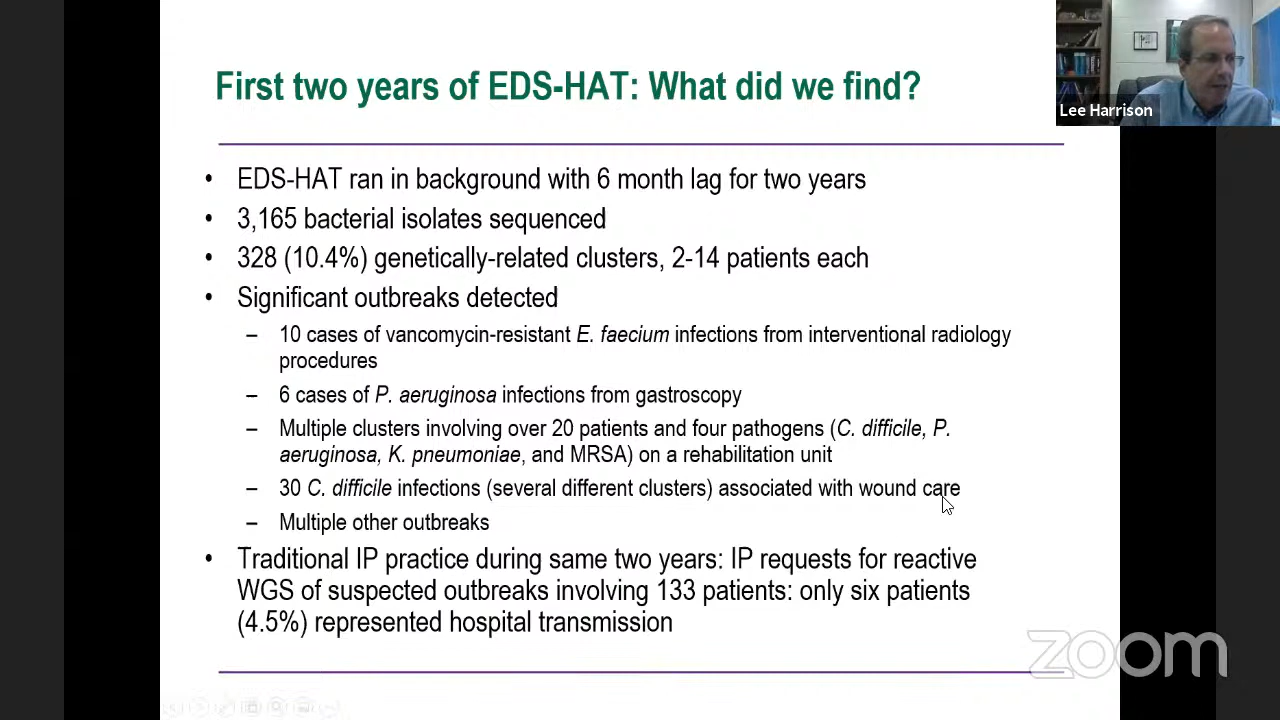 First two years of EDS-HAT: What did we find?
Lee Harrison
• EDS-HAT ran in background with 6 month lag for two years
• 3,165 bacterial isolates sequenced
• 328 (10.4%) genetically-related clusters, 2-14 patients each
• Significant outbreaks detected
– 10 cases of vancomycin-resistant E. faecium infections from interventional radiology
procedures
– 6 cases of P. aeruginosa infections from gastroscopy
– Multiple clusters involving over 20 patients and four pathogens (C. difficile, P.
aeruginosa, K. pneumoniae, and MRSA) on a rehabilitation unit
– 30 C. difficile infections (several different clusters) associated with wound care
– Multiple other outbreaks
• Traditional IP practice during same two years: IP requests for reactive
WGS of suspected outbreaks involving 133 patients: only six patients
(4.5%) represented hospital transmission
zoom